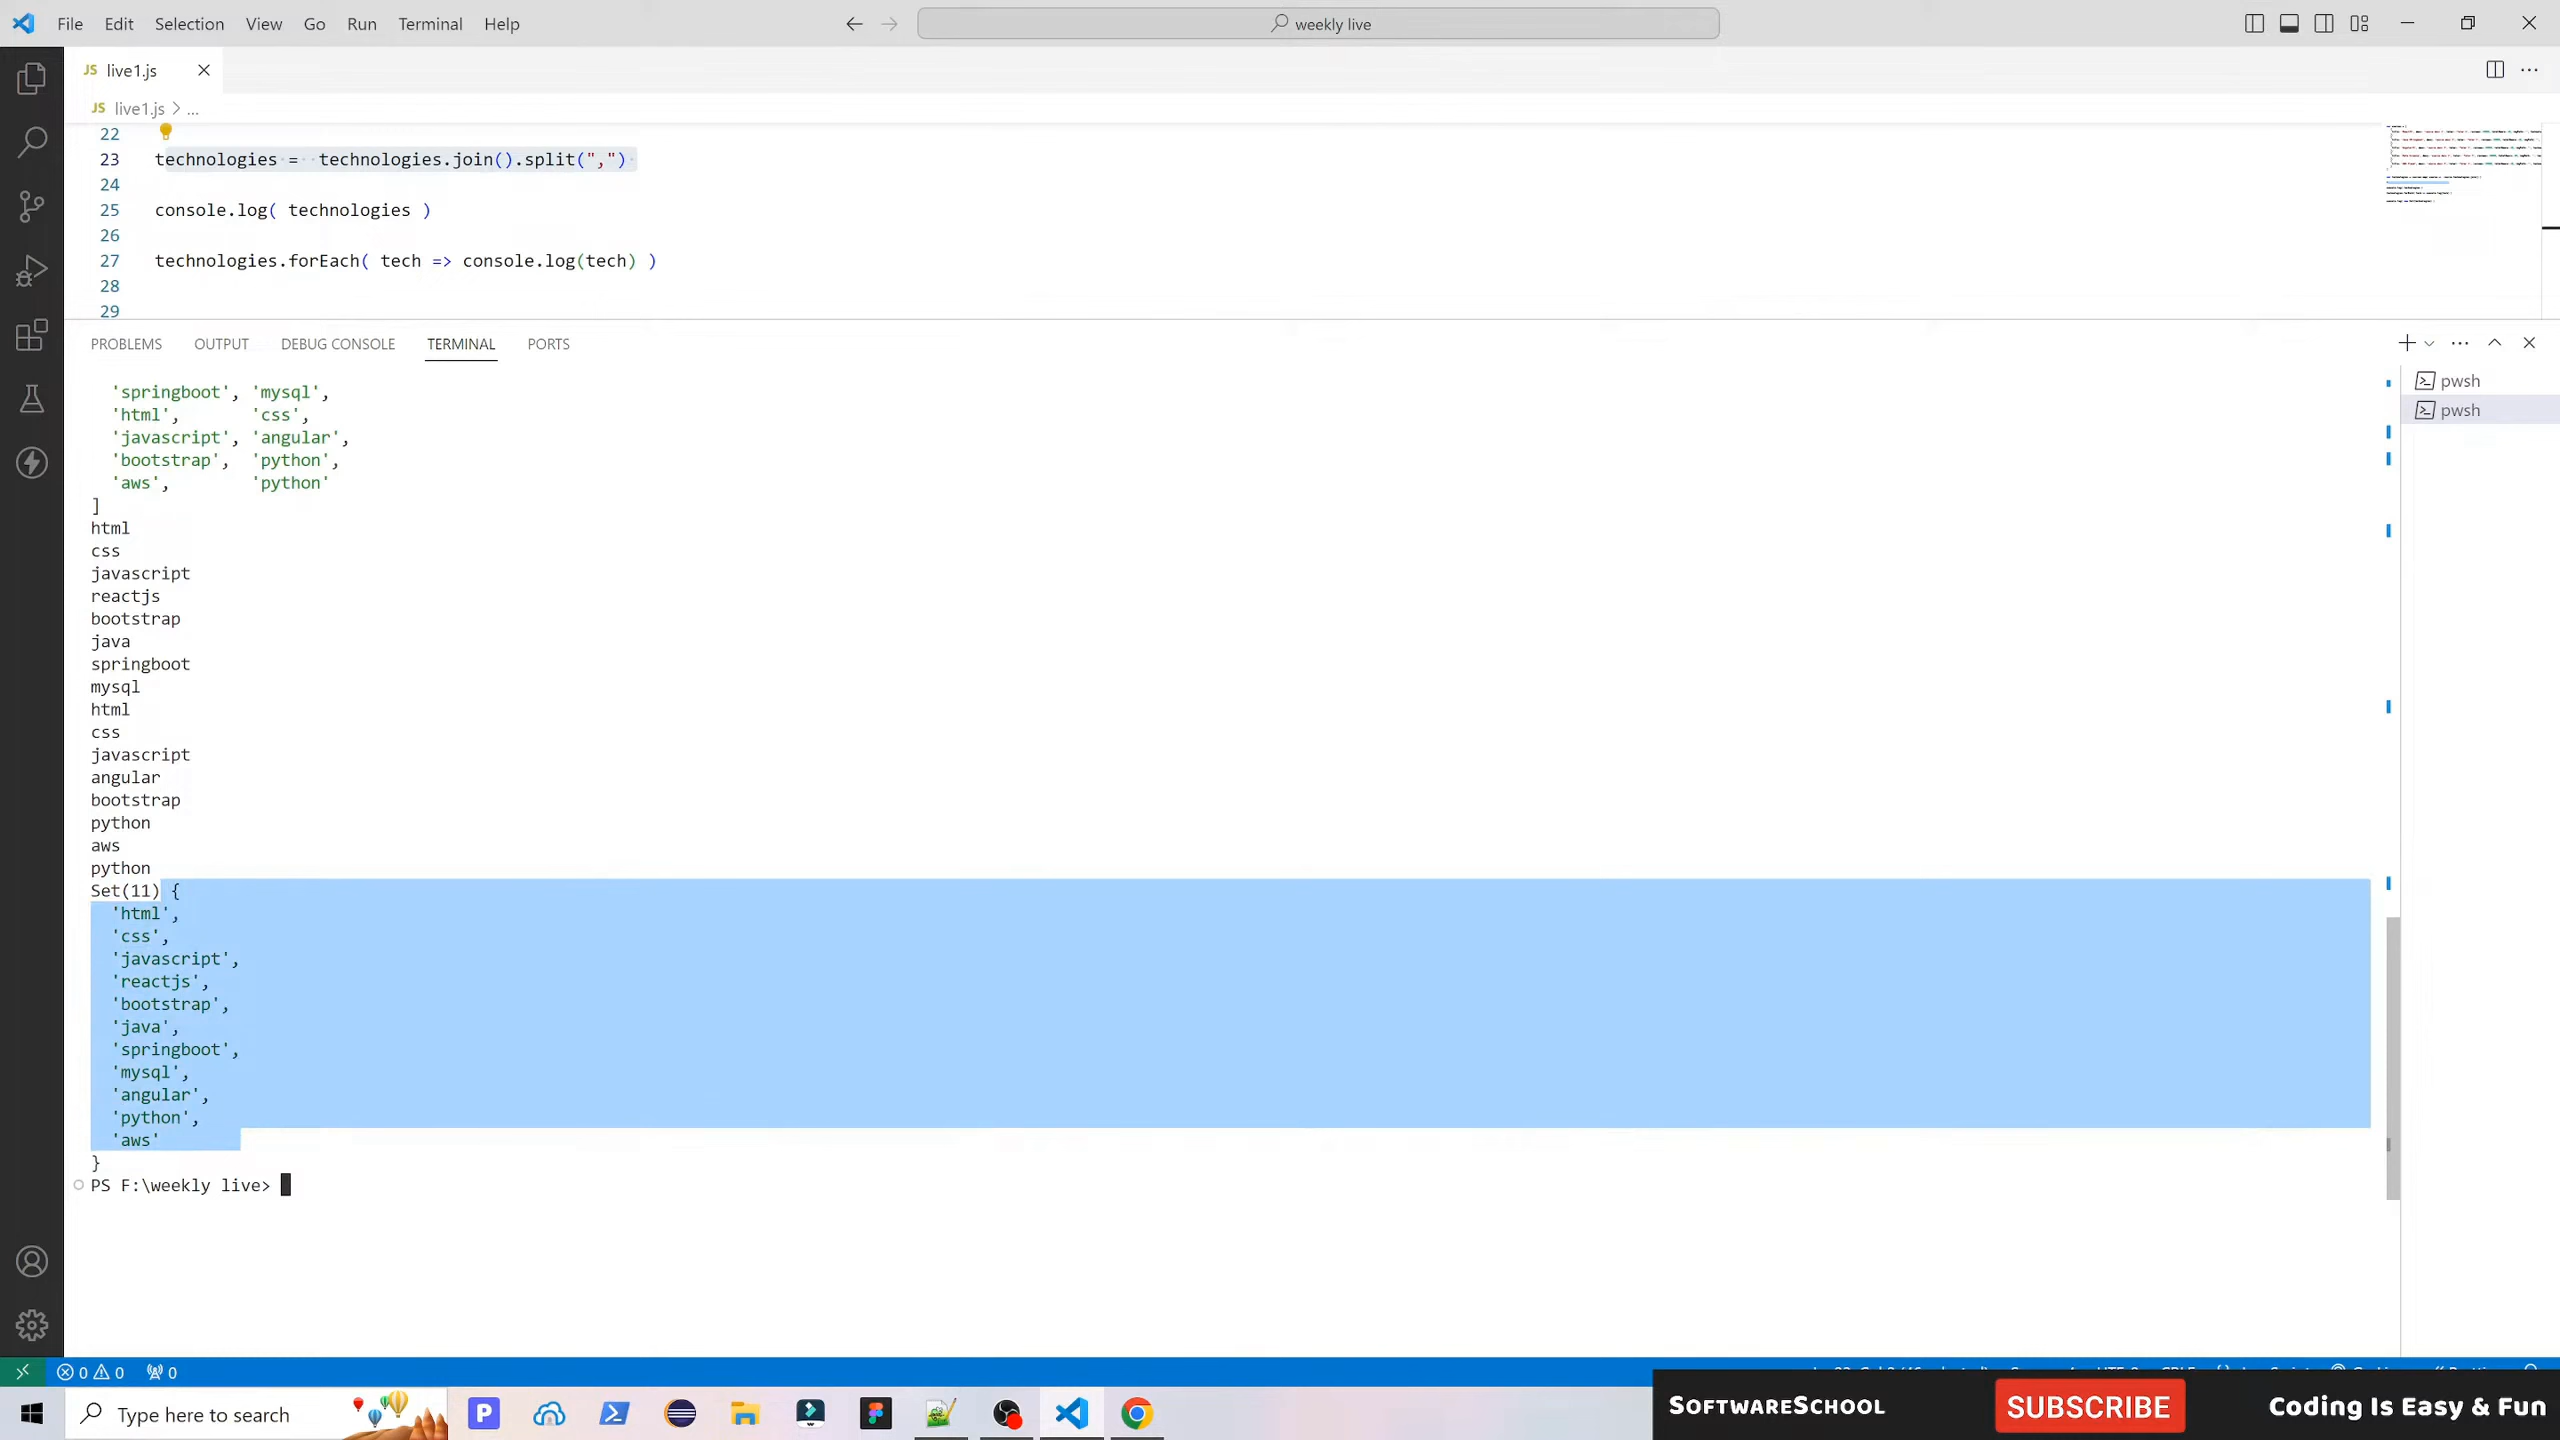 File Edit Selection View Go Run Terminal Help
weekly live
JS live1.js
JS live1.js > ...
22
23 technologies = technologies.join().split(",")
24
25 console.log( technologies )
26
27 technologies.forEach( tech => console.log(tech) )
28
29
PROBLEMS OUTPUT DEBUG CONSOLE TERMINAL PORTS
pwsh
pwsh
'springboot', 'mysql',
'html', 'css',
'javascript', 'angular',
'bootstrap', 'python',
'aws', 'python'
]
html
css
javascript
reactjs
bootstrap
java
springboot
mysql
html
css
javascript
angular
bootstrap
python
aws
python
Set(11) {
'html',
'css',
'javascript',
'reactjs',
'bootstrap',
'java',
'springboot',
'mysql',
'angular',
'python',
'aws'
}
PS F:\weekly live>
0 0 0
Type here to search
SOFTWARESCHOOL
SUBSCRIBE
Coding Is Easy & Fun